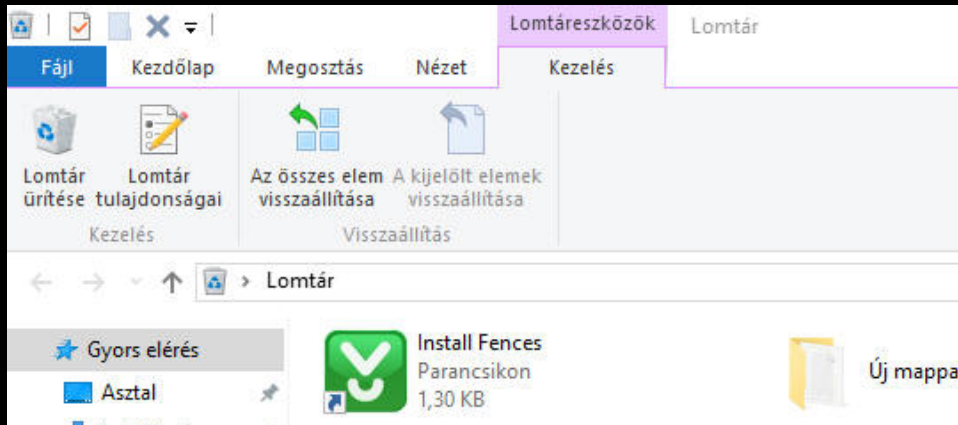 Lomtáreszközök
Lomtár
Fájl
Kezdőlap
Megosztás
Nézet
Kezelés
Lomtár
ürítése
Lomtár
tulajdonságai
Az összes elem
visszaállítása
A kijelölt elemek
visszaállítása
Kezelés
Visszaállítás
Lomtár
Gyors elérés
Asztal
Install Fences
Parancsikon
1,30 KB
Új mappa